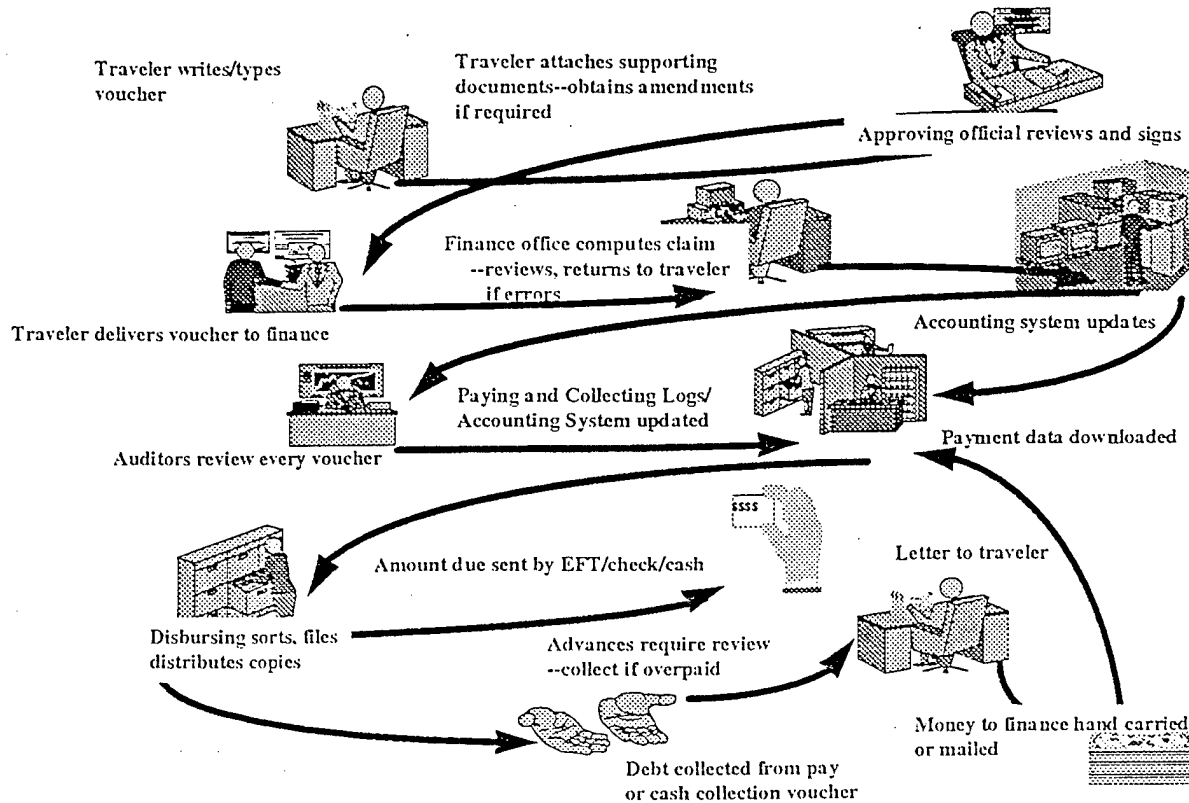 Traveler writes/types
voucher
Traveler attaches supporting
documents--obtains amendments
if required
Approving official reviews and signs
Finance office computes claim
--reviews, returns to traveler
if errors
Traveler delivers voucher to finance
Accounting system updates
Paying and Collecting Logs/
Accounting System updated
Auditors review every voucher
Payment data downloaded
$$$$
Amount due sent by EFT/check/cash
Letter to traveler
Disbursing sorts, files
distributes copies
Advances require review
--collect if overpaid
Money to finance hand carried
or mailed
Debt collected from pay
or cash collection voucher